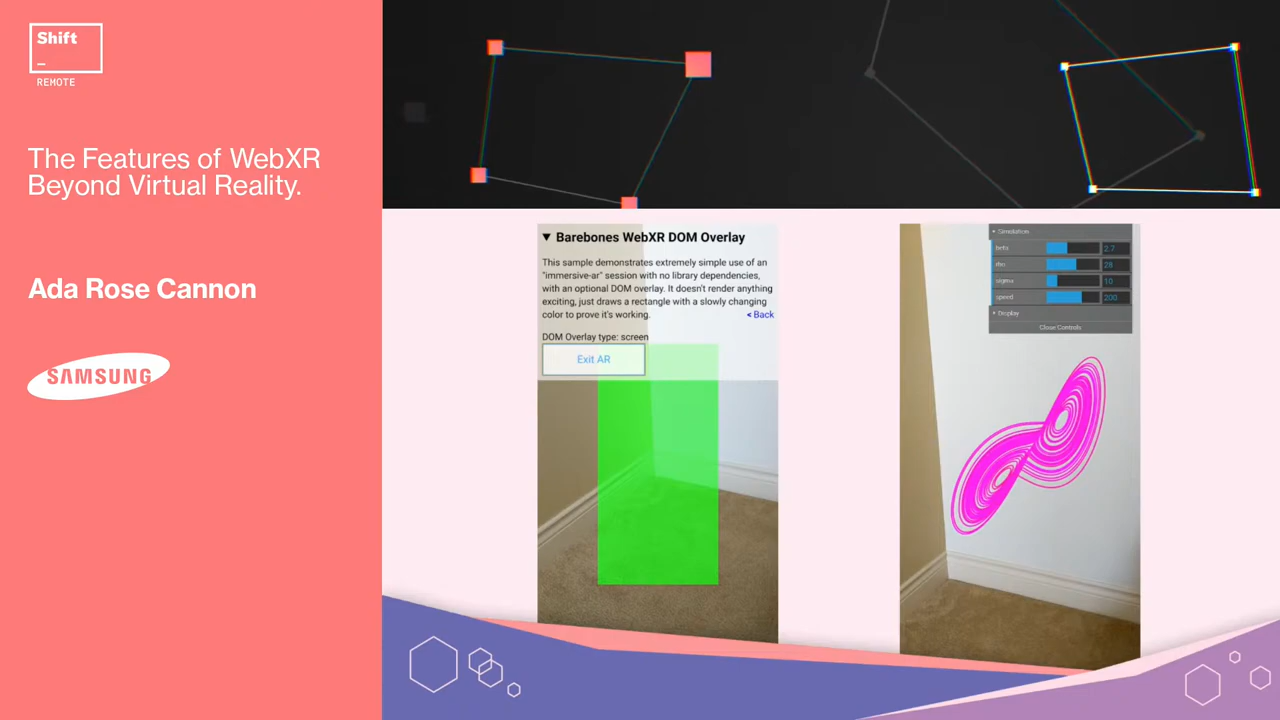 Shift
_
REMOTE
The Features of WebXR
Beyond Virtual Reality.
Ada Rose Cannon
SAMSUNG
▼ Barebones WebXR DOM Overlay
This sample demonstrates extremely simple use of an
"immersive-ar" session with no library dependencies,
with an optional DOM overlay. It doesn't render anything
exciting, just draws a rectangle with a slowly changing
color to prove it's working.
< Back
DOM Overlay type: screen
Exit AR
Simulation
beta 2.7
rho 28
sigma 10
speed 200
Display
Close Controls